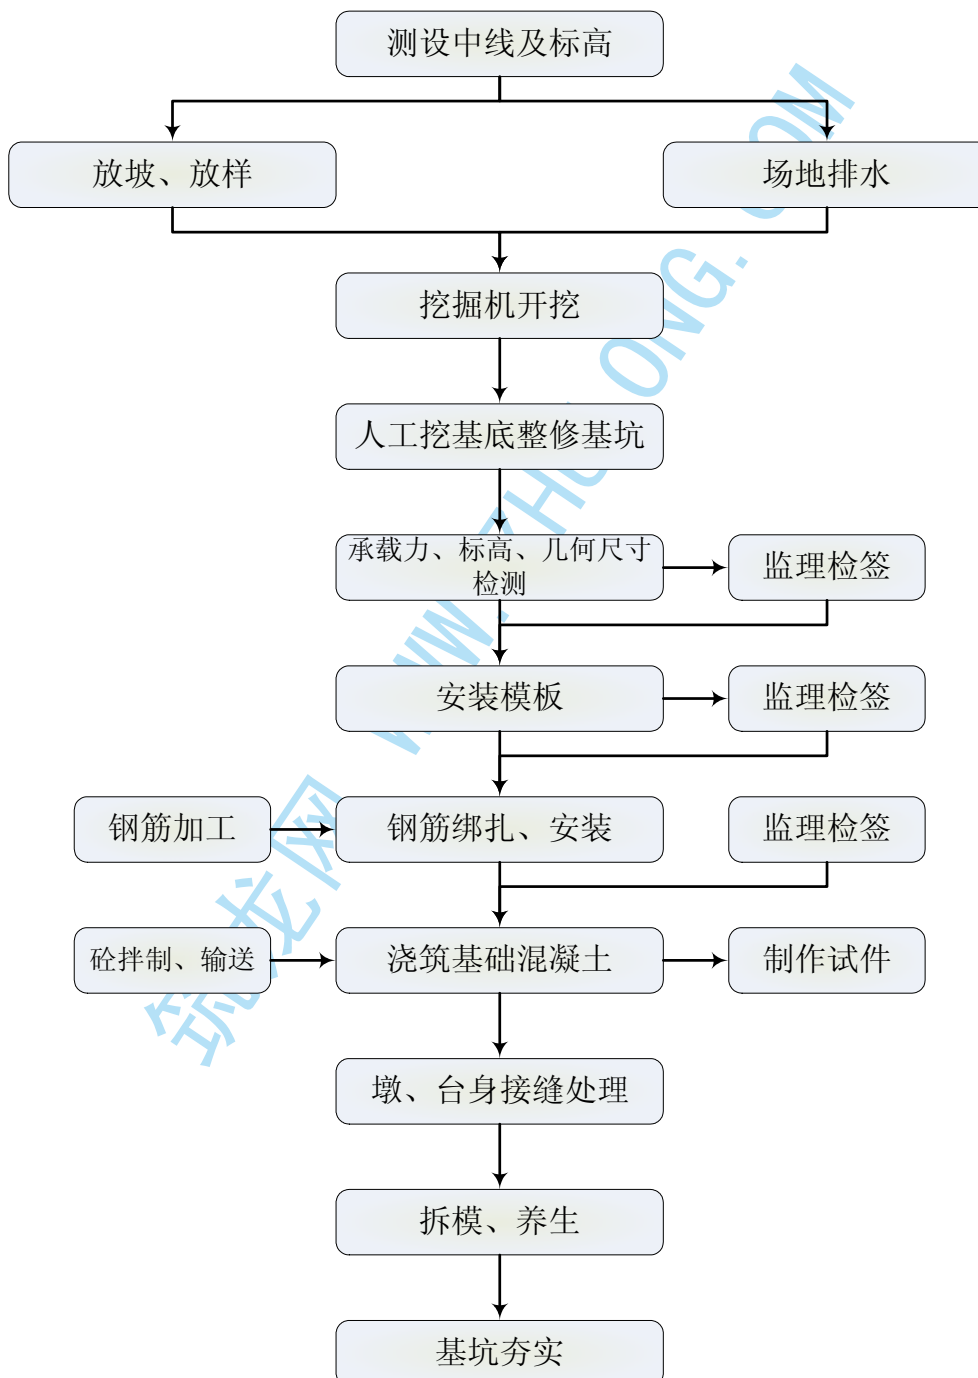 测设中线及标高
放坡、放样
场地排水
挖掘机开挖
人工挖基底整修基坑
承载力、标高、几何尺寸
检测
监理检签
安装模板
监理检签
钢筋加工
钢筋绑扎、安装
监理检签
砼拌制、输送
浇筑基础混凝土
制作试件
墩、台身接缝处理
拆模、养生
基坑夯实